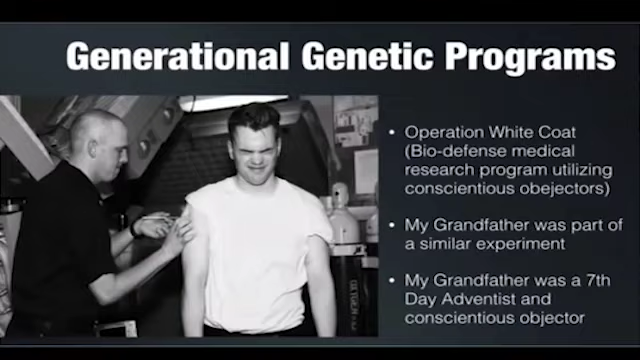 Generational Genetic Programs
• Operation White Coat
(Bio-defense medical
research program utilizing
conscientious obejectors)
• My Grandfather was part of
a similar experiment
• My Grandfather was a 7th
Day Adventist and
conscientious objector
OXYGEN